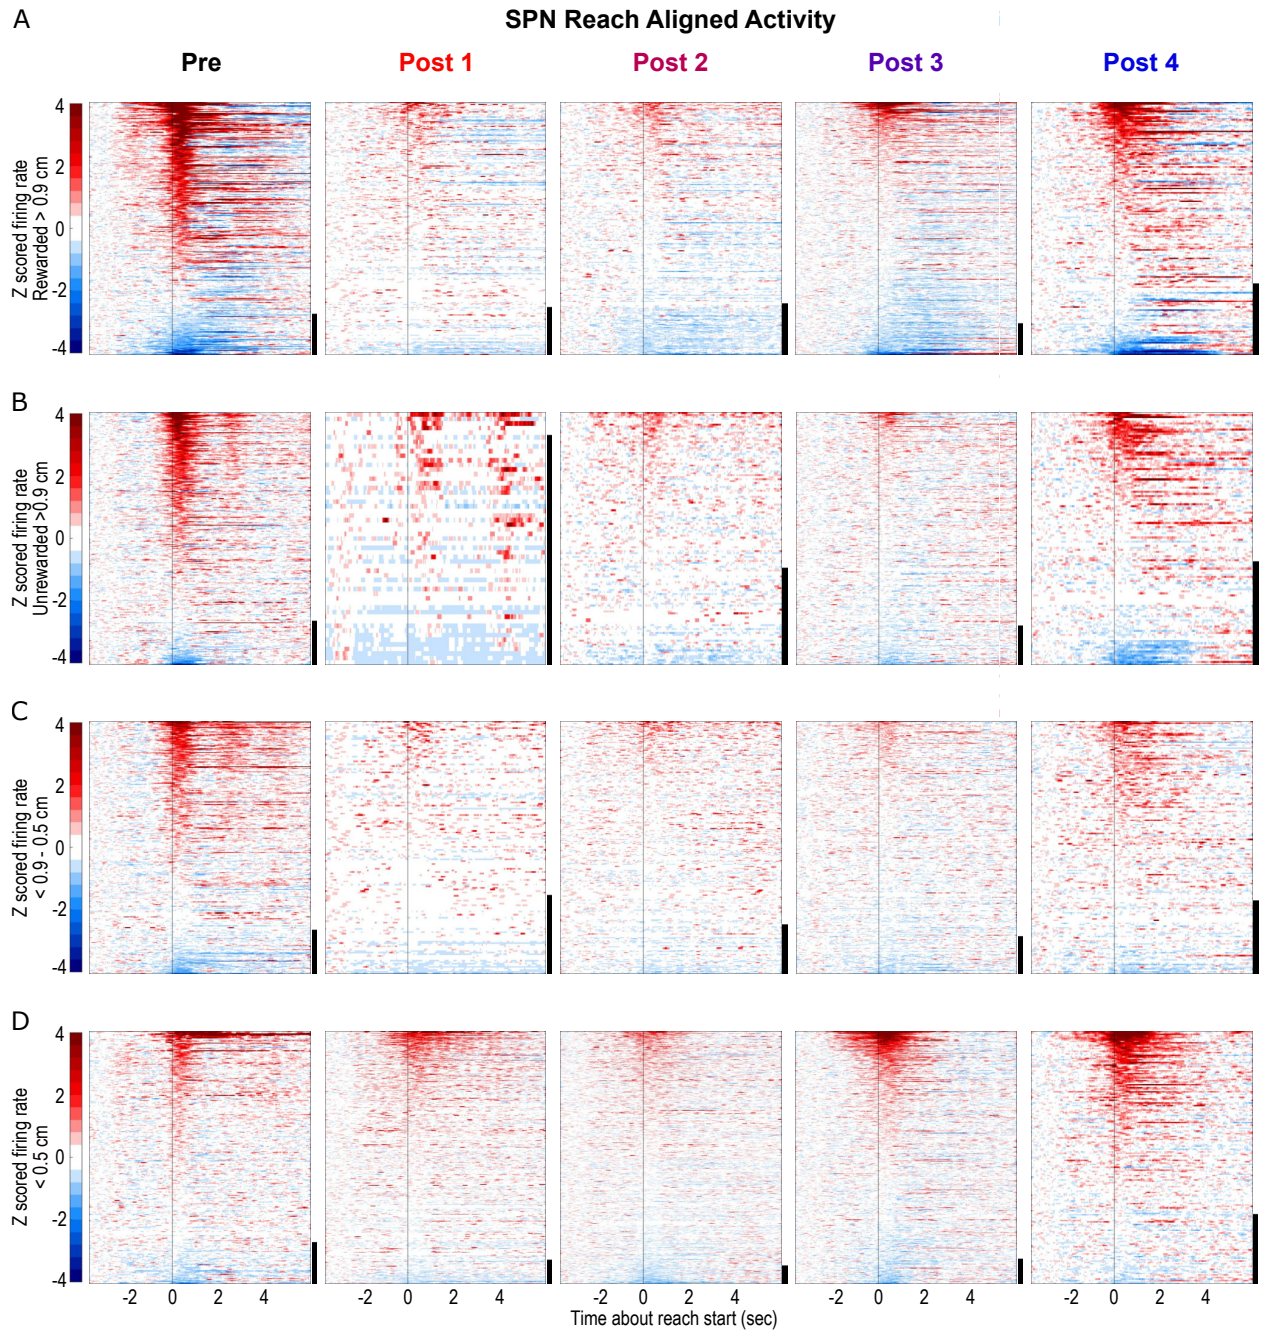 A
SPN Reach Aligned Activity
Pre
Post 1
Post 2
Post 3
Post 4
Z scored firing rate
Rewarded > 0.9 cm
4
2
0
-2
-4
B
Z scored firing rate
Unrewarded >0.9 cm
4
2
0
-2
-4
C
Z scored firing rate
< 0.9 - 0.5 cm
4
2
0
-2
-4
D
Z scored firing rate
< 0.5 cm
4
2
0
-2
-4
-2 0 2 4
-2 0 2 4
-2 0 2 4
-2 0 2 4
-2 0 2 4
Time about reach start (sec)